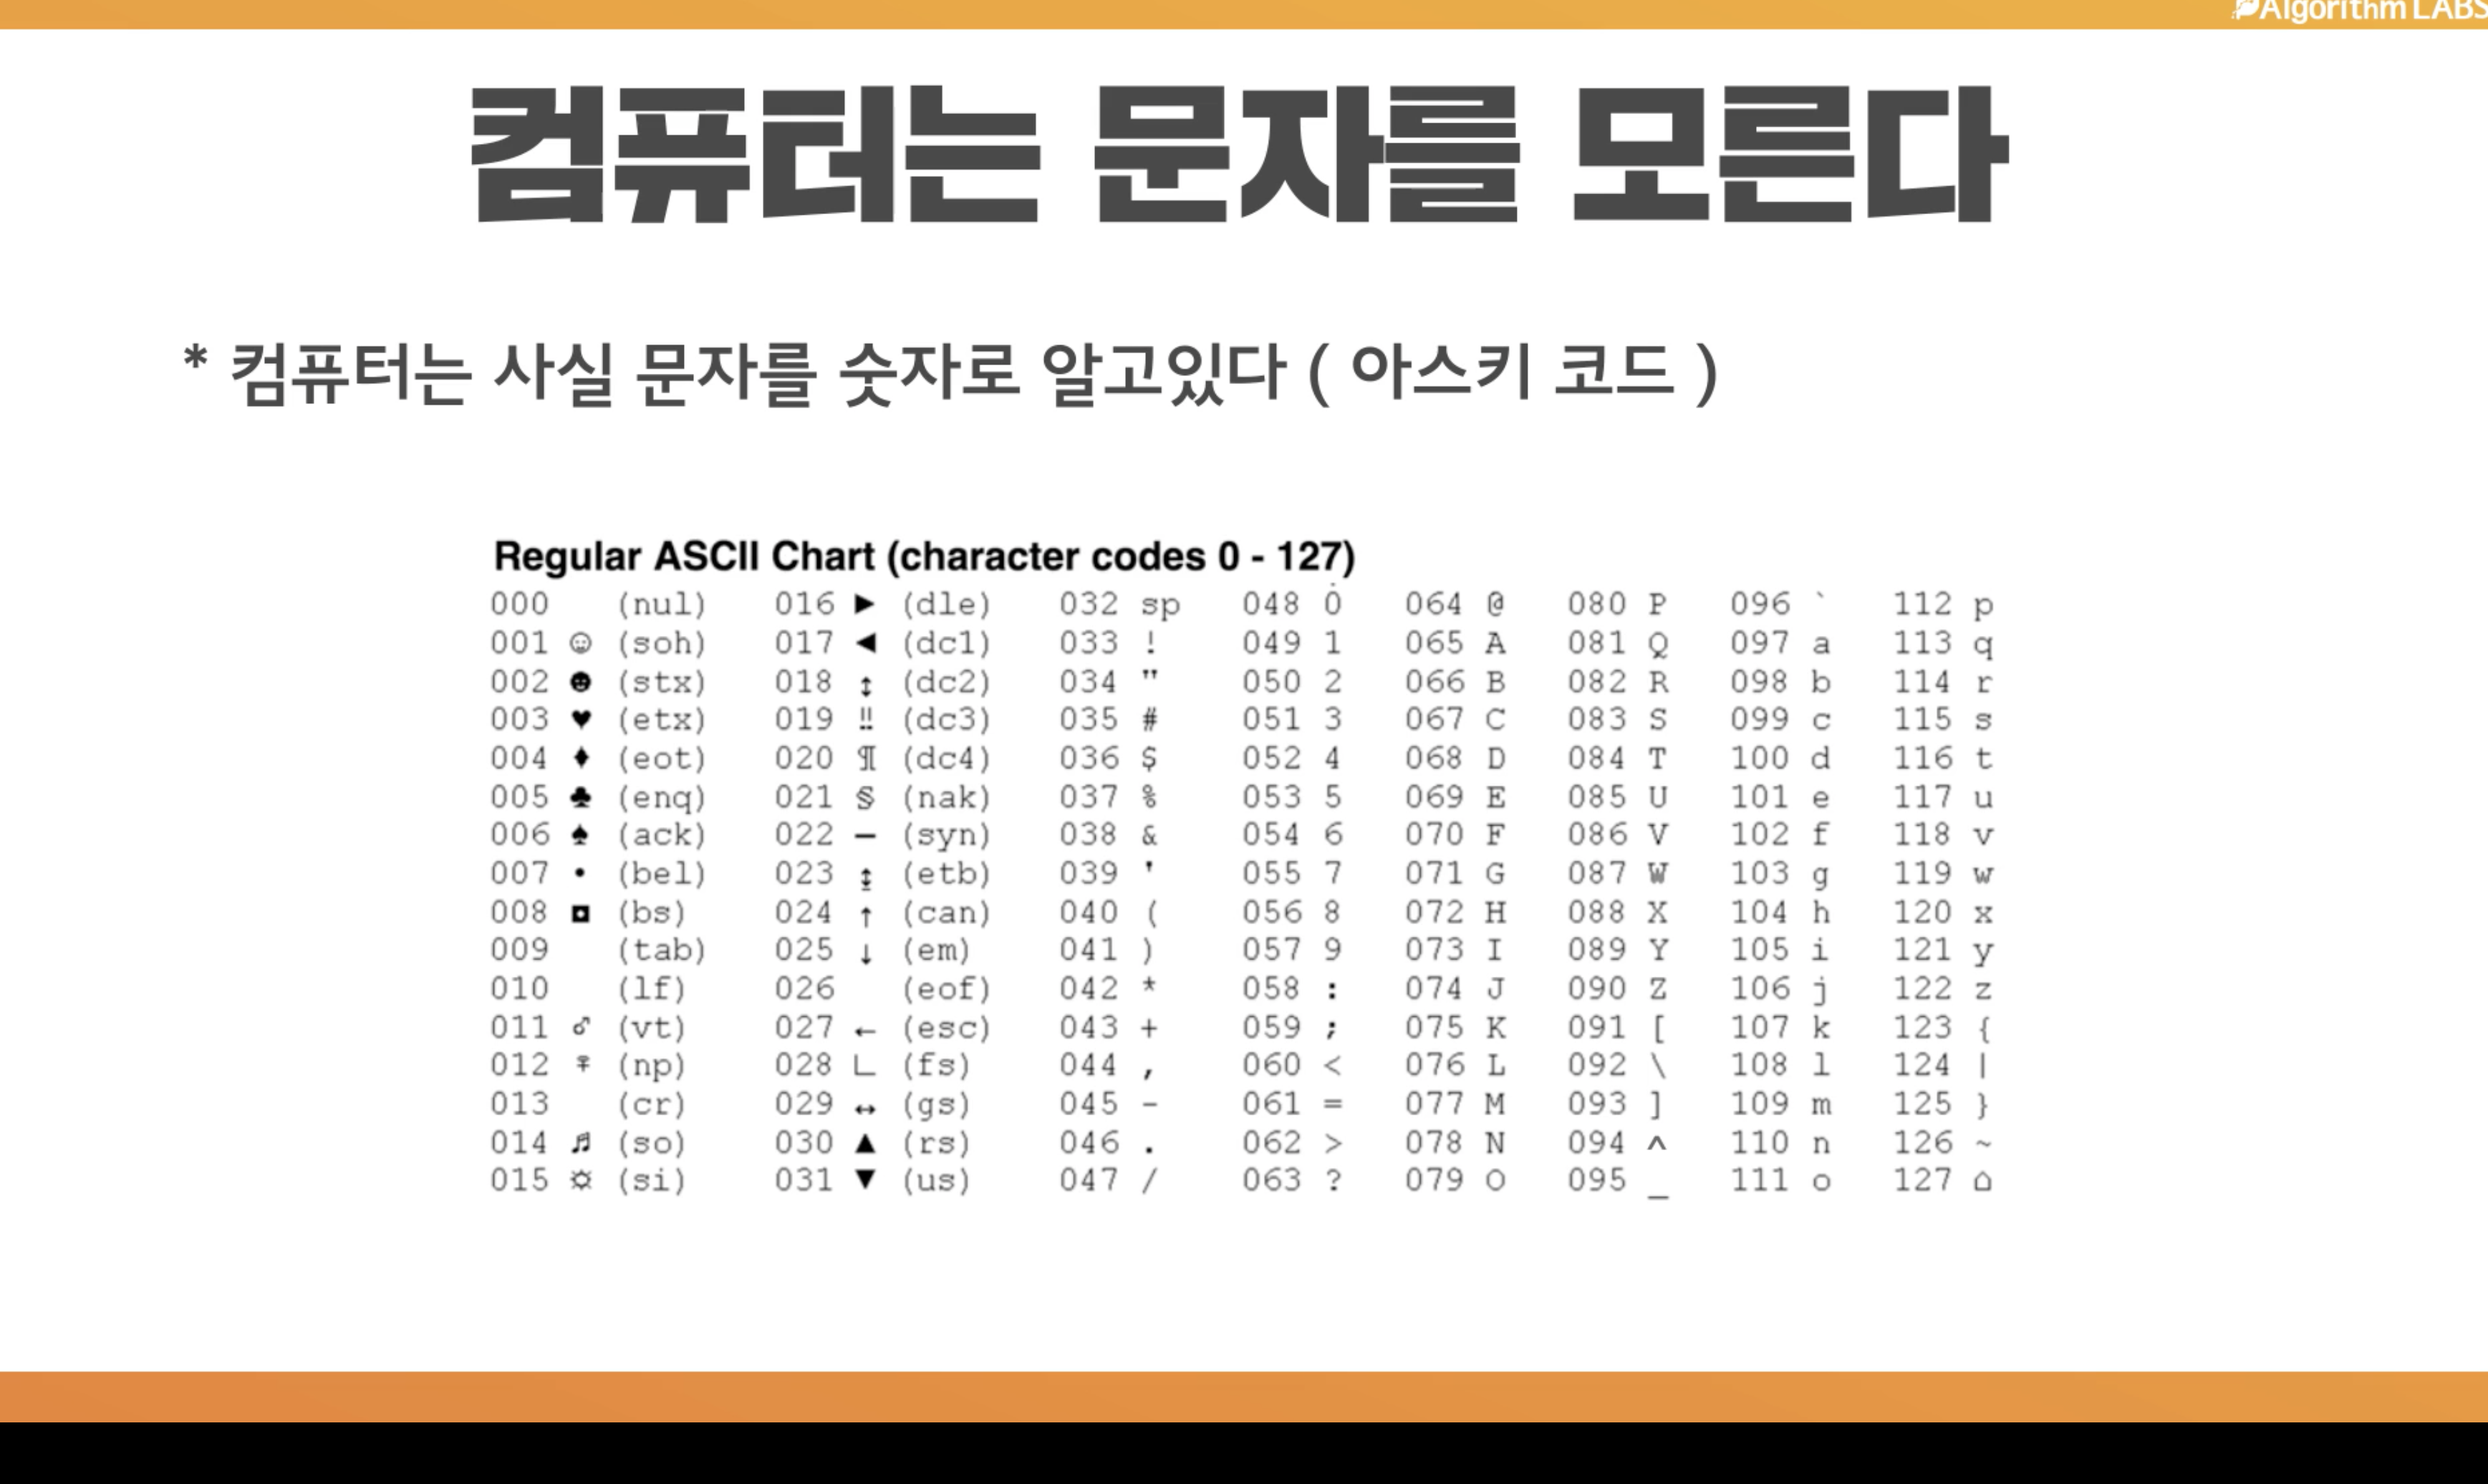 Algorithm LABS
컴퓨터는 문자를 모른다
* 컴퓨터는 사실 문자를 숫자로 알고있다 ( 아스키 코드 )
Regular ASCII Chart (character codes 0 - 127)
000 (nul) 016 ► (dle) 032 sp 048 0 064 @ 080 P 096 ` 112 p
001 ☺ (soh) 017 ◄ (dc1) 033 ! 049 1 065 A 081 Q 097 a 113 q
002 ☻ (stx) 018 ↕ (dc2) 034 " 050 2 066 B 082 R 098 b 114 r
003 ♥ (etx) 019 ‼ (dc3) 035 # 051 3 067 C 083 S 099 c 115 s
004 ♦ (eot) 020 ¶ (dc4) 036 $ 052 4 068 D 084 T 100 d 116 t
005 ♣ (enq) 021 § (nak) 037 % 053 5 069 E 085 U 101 e 117 u
006 ♠ (ack) 022 ▬ (syn) 038 & 054 6 070 F 086 V 102 f 118 v
007 • (bel) 023 ↨ (etb) 039 ' 055 7 071 G 087 W 103 g 119 w
008 ◘ (bs) 024 ↑ (can) 040 ( 056 8 072 H 088 X 104 h 120 x
009 (tab) 025 ↓ (em) 041 ) 057 9 073 I 089 Y 105 i 121 y
010 (lf) 026 (eof) 042 * 058 : 074 J 090 Z 106 j 122 z
011 ♂ (vt) 027 ← (esc) 043 + 059 ; 075 K 091 [ 107 k 123 {
012 ♀ (np) 028 ∟ (fs) 044 , 060 < 076 L 092 \ 108 l 124 |
013 (cr) 029 ↔ (gs) 045 - 061 = 077 M 093 ] 109 m 125 }
014 ♫ (so) 030 ▲ (rs) 046 . 062 > 078 N 094 ^ 110 n 126 ~
015 ☼ (si) 031 ▼ (us) 047 / 063 ? 079 O 095 _ 111 o 127 ⌂